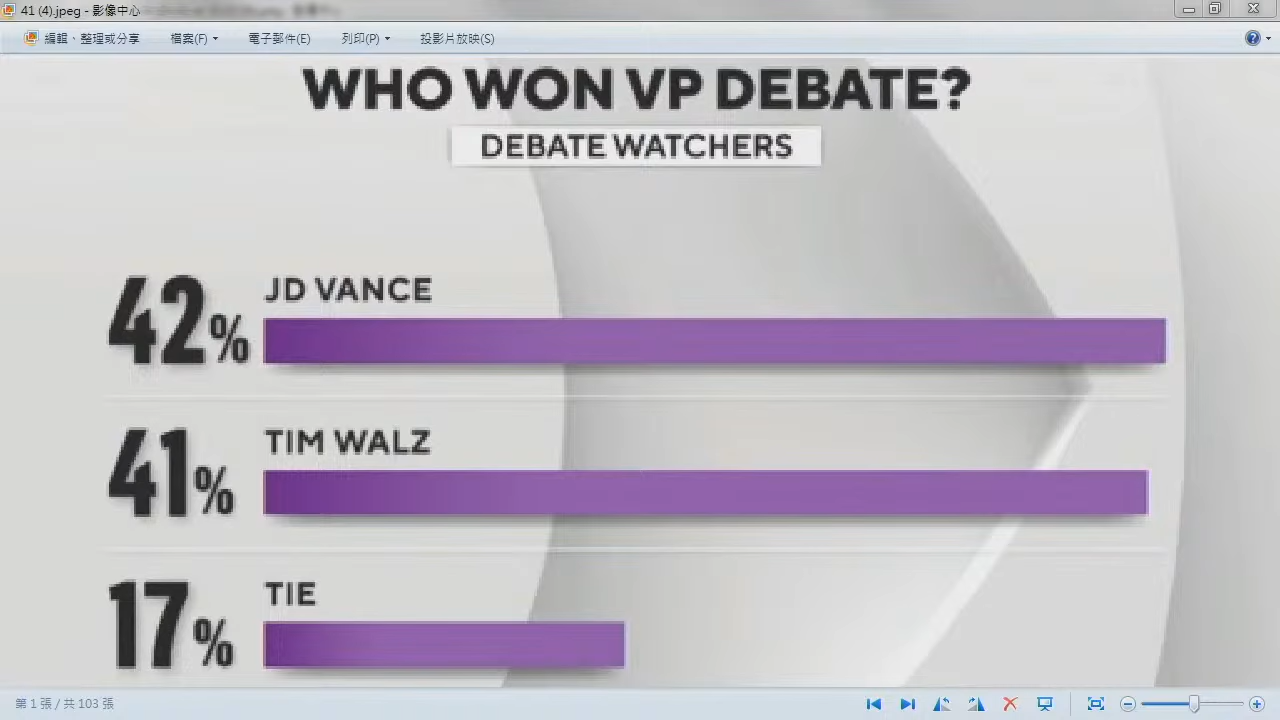 41 (4).jpeg - 影像中心
編輯、整理或分享 檔案(F) 電子郵件(E) 列印(P) 投影片放映(S)
WHO WON VP DEBATE?
DEBATE WATCHERS
42% JD VANCE
41% TIM WALZ
17% TIE
第 1 張 / 共 103 張